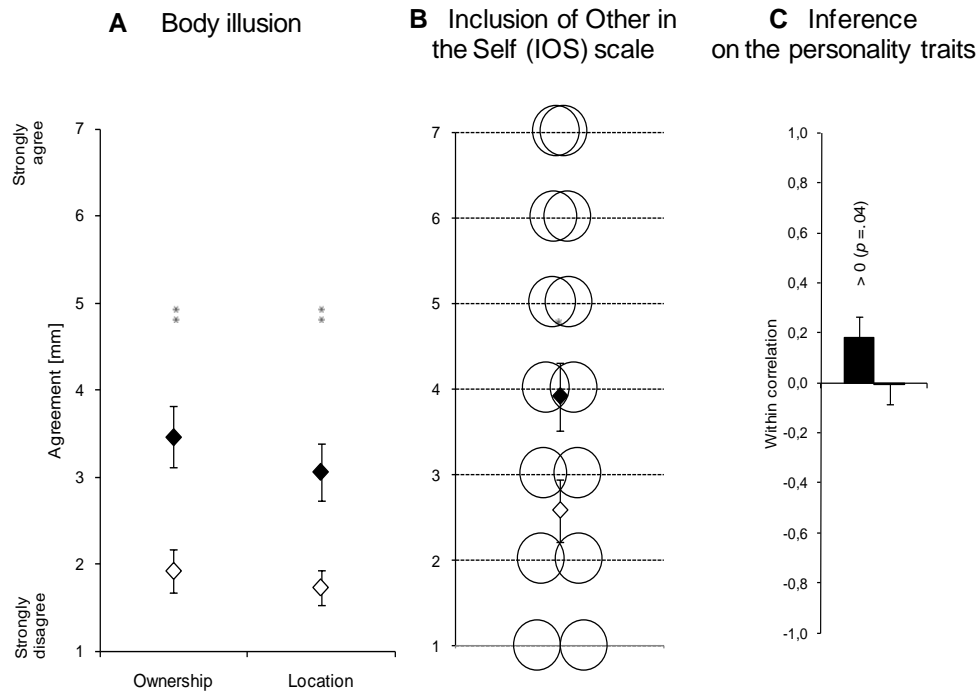 A Body illusion
B Inclusion of Other in
the Self (IOS) scale
C Inference
on the personality traits
Strongly
agree
Agreement [mm]
Strongly
disagree
7
6
5
4
3
2
1
**
**
Ownership
Location
7
6
5
4
3
2
1
*
Within correlation
1,0
0,8
0,6
0,4
0,2
0,0
-0,2
-0,4
-0,6
-0,8
-1,0
> 0 (p =.04)